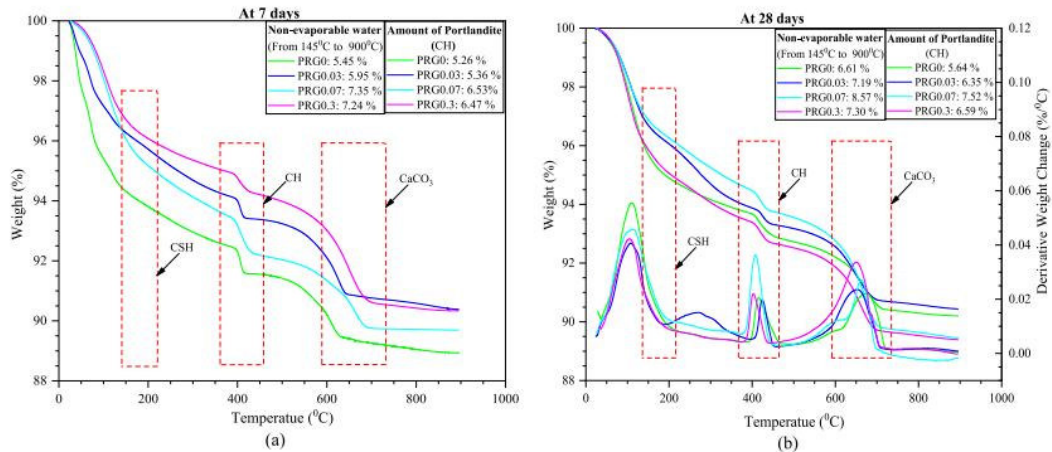 At 7 days
Non-evaporable water
(From 145⁰C to 900⁰C)
PRG0: 5.45 %
PRG0.03: 5.95 %
PRG0.07: 7.35%
PRG0.3: 7.24 %
Amount of Portlandite
(CH)
PRG0: 5.26 %
PRG0.03: 5.36 %
PRG0.07: 6.53%
PRG0.3: 6.47 %
CH
CaCO₃
CSH
Weight (%)
100
98
96
94
92
90
88
0
200
400
600
800
1000
Temperatue (⁰C)
(a)
At 28 days
Non-evaporable water
(From 145⁰C to 900⁰C)
PRG0: 6.61 %
PRG0.03: 7.19 %
PRG0.07: 8.57 %
PRG0.3: 7.30 %
Amount of Portlandite
(CH)
PRG0: 5.64 %
PRG0.03: 6.35 %
PRG0.07: 7.52 %
PRG0.3: 6.59 %
CH
CaCO₃
CSH
Weight (%)
100
98
96
94
92
90
88
0
200
400
600
800
1000
Temperatue (⁰C)
0.12
0.10
0.08
0.06
0.04
0.02
0.00
Derivative Weight Change (%/⁰C)
(b)